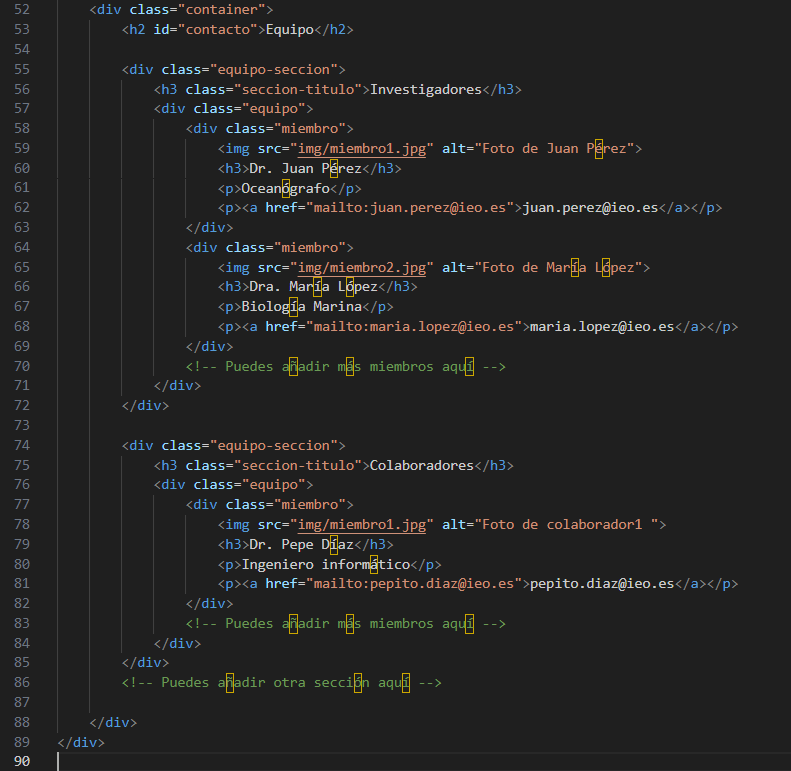 52     <div class="container">
53         <h2 id="contacto">Equipo</h2>
54
55         <div class="equipo-seccion">
56             <h3 class="seccion-titulo">Investigadores</h3>
57             <div class="equipo">
58                 <div class="miembro">
59                     <img src="img/miembro1.jpg" alt="Foto de Juan Pérez">
60                     <h3>Dr. Juan Pérez</h3>
61                     <p>Oceanógrafo</p>
62                     <p><a href="mailto:juan.perez@ieo.es">juan.perez@ieo.es</a></p>
63                 </div>
64                 <div class="miembro">
65                     <img src="img/miembro2.jpg" alt="Foto de María López">
66                     <h3>Dra. María López</h3>
67                     <p>Biología Marina</p>
68                     <p><a href="mailto:maria.lopez@ieo.es">maria.lopez@ieo.es</a></p>
69                 </div>
70                 <!-- Puedes añadir más miembros aquí -->
71             </div>
72         </div>
73
74         <div class="equipo-seccion">
75             <h3 class="seccion-titulo">Colaboradores</h3>
76             <div class="equipo">
77                 <div class="miembro">
78                     <img src="img/miembro1.jpg" alt="Foto de colaborador1 ">
79                     <h3>Dr. Pepe Díaz</h3>
80                     <p>Ingeniero informático</p>
81                     <p><a href="mailto:pepito.diaz@ieo.es">pepito.diaz@ieo.es</a></p>
82                 </div>
83                 <!-- Puedes añadir más miembros aquí -->
84             </div>
85         </div>
86         <!-- Puedes añadir otra sección aquí -->
87
88     </div>
89 </div>
90